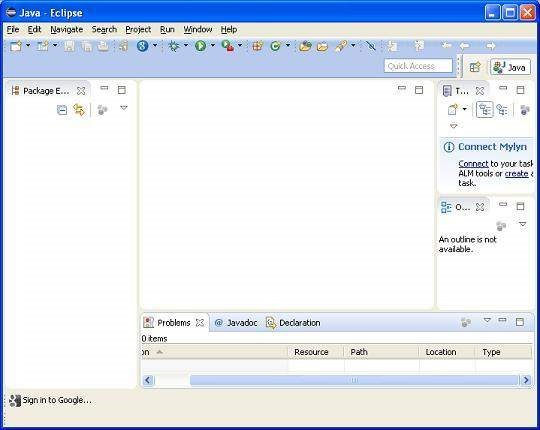 Java - Eclipse
File Edit Navigate Search Project Run Window Help
Quick Access
Java
Package E...
T...
Connect Mylyn
Connect to your task
ALM tools or create a
task.
O...
An outline is not
available.
Problems @ Javadoc Declaration
0 items
on Resource Path Location Type
Sign in to Google...